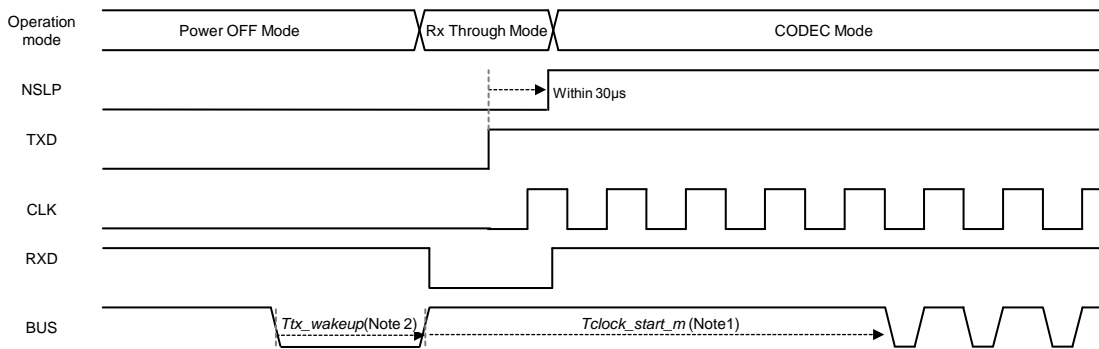 Operation
mode
Power OFF Mode
Rx Through Mode
CODEC Mode
NSLP
Within 30µs
TXD
CLK
RXD
BUS
Ttx_wakeup(Note 2)
Tclock_start_m (Note1)